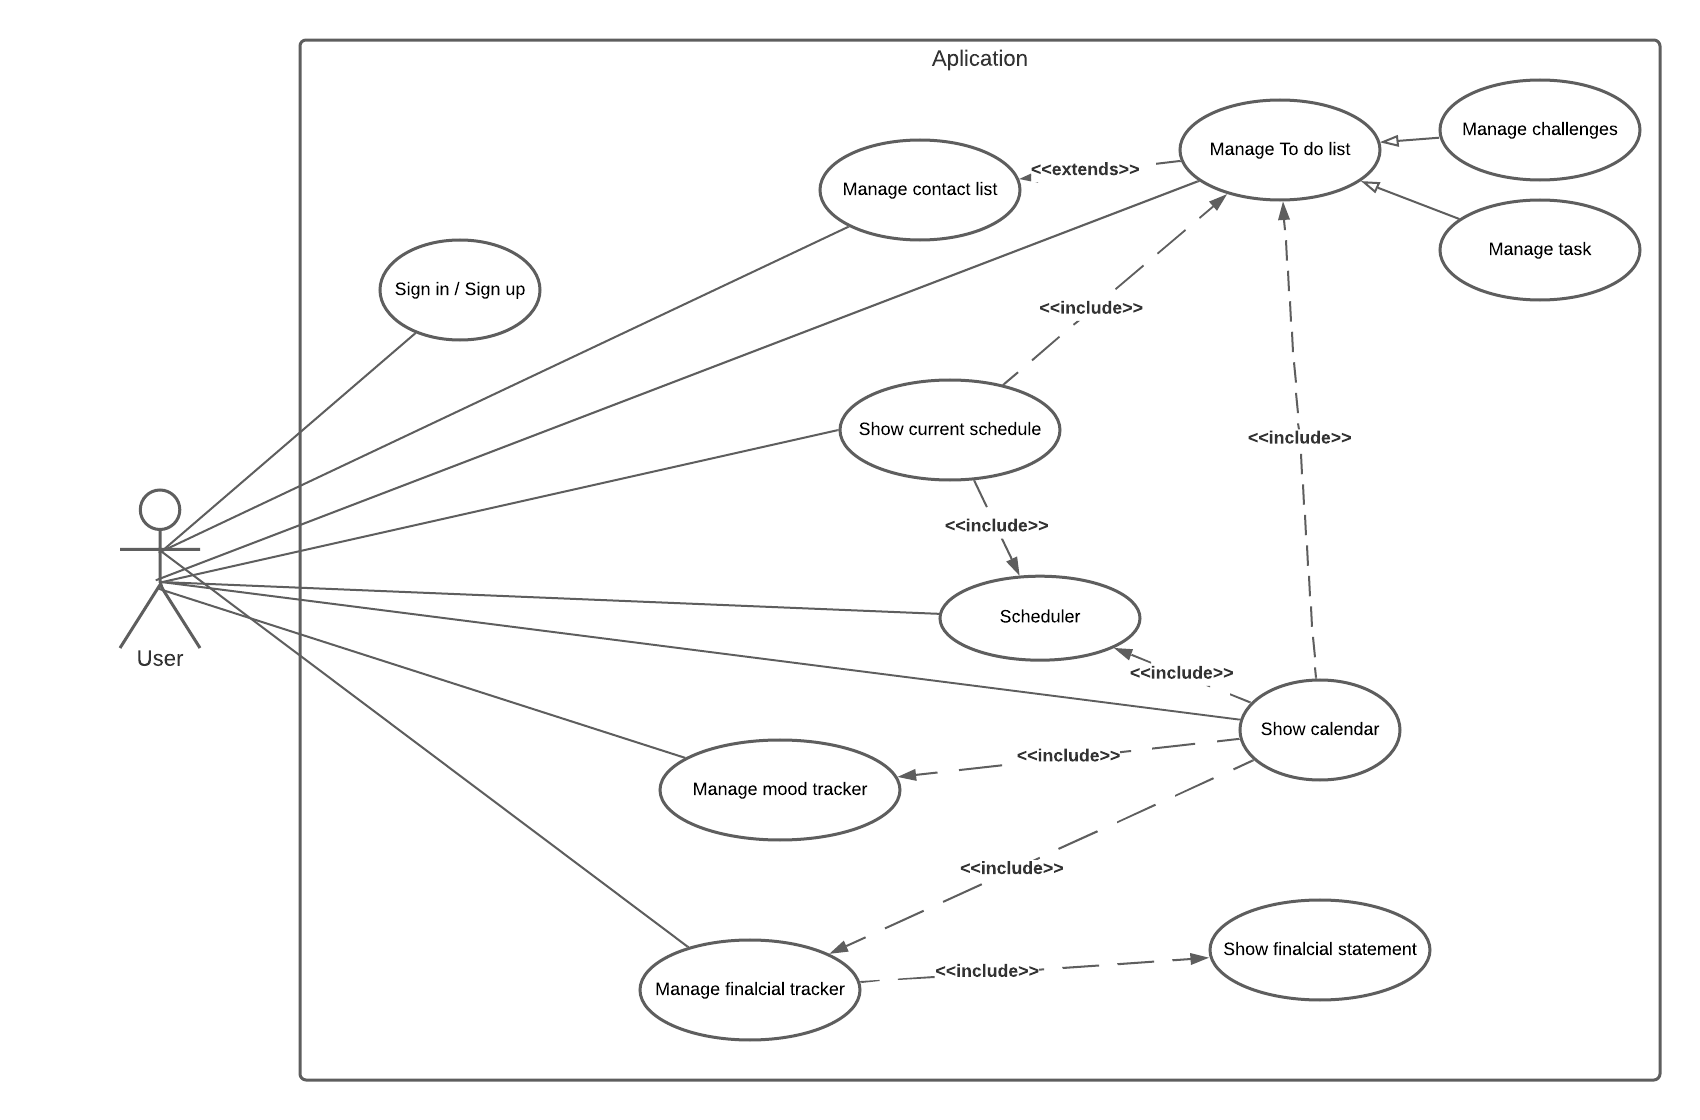 Aplication
Manage challenges
Manage To do list
<<extends>>
Manage contact list
Manage task
Sign in / Sign up
<<include>>
Show current schedule
<<include>>
<<include>>
Scheduler
User
<<include>>
Show calendar
<<include>>
Manage mood tracker
<<include>>
Show finalcial statement
<<include>>
Manage finalcial tracker